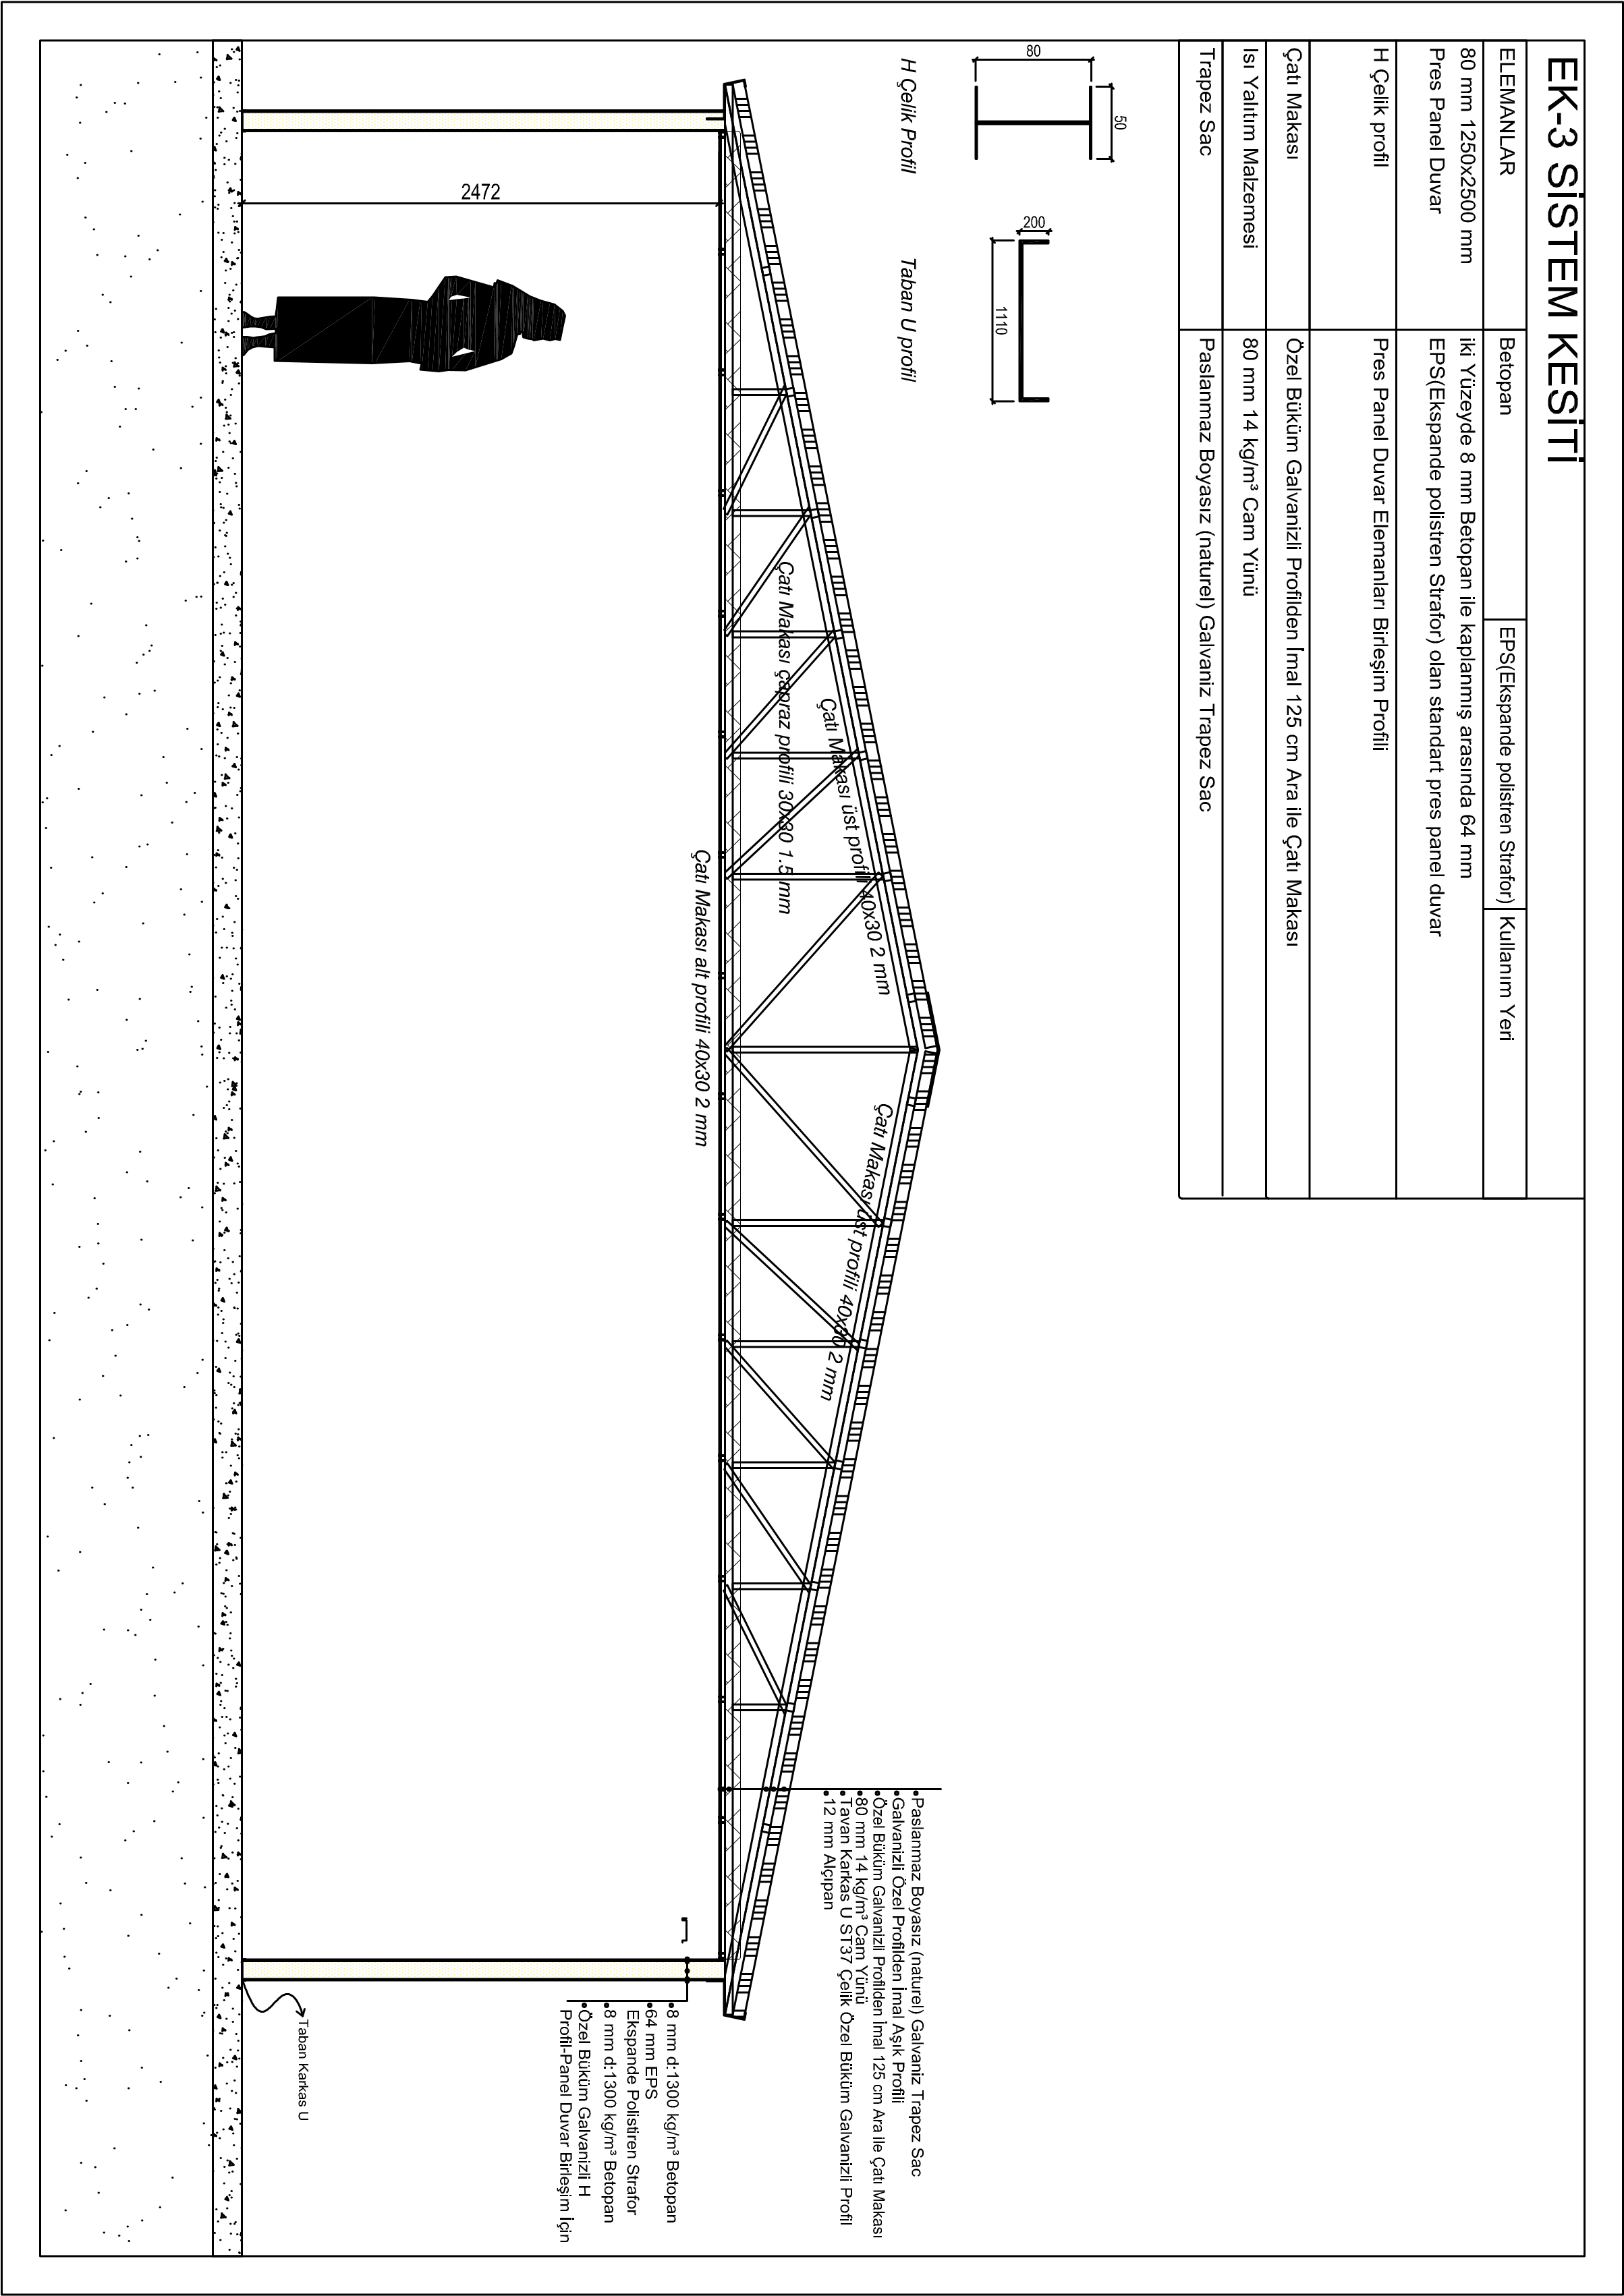 EK-3 SİSTEM KESİTİ
ELEMANLAR
Betopan
EPS(Ekspande polistren Strafor)
Kullanım Yeri
80 mm 1250x2500 mm
Pres Panel Duvar
iki Yüzeyde 8 mm Betopan ile kaplanmış arasında 64 mm
EPS(Ekspande polistren Strafor) olan standart pres panel duvar
H Çelik profil
Pres Panel Duvar Elemanları Birleşim Profili
Çatı Makası
Özel Büküm Galvanizli Profilden İmal 125 cm Ara ile Çatı Makası
Isı Yalıtım Malzemesi
80 mm 14 kg/m³ Cam Yünü
Trapez Sac
Paslanmaz Boyasız (naturel) Galvaniz Trapez Sac
80
50
H Çelik Profil
200
1110
Taban U profil
Çatı Makası üst profili 40x30 2 mm
Çatı Makası üst profili 40x30 2 mm
Çatı Makası çapraz profili 30x30 1.5 mm
Çatı Makası alt profili 40x30 2 mm
2472
Paslanmaz Boyasız (naturel) Galvaniz Trapez Sac
Galvanizli Özel Profilden İmal Aşık Profili
Özel Büküm Galvanizli Profilden İmal 125 cm Ara ile Çatı Makası
80 mm 14 kg/m³ Cam Yünü
Tavan Karkas U ST37 Çelik Özel Büküm Galvanizli Profil
12 mm Alçıpan
8 mm d:1300 kg/m³ Betopan
64 mm EPS
Ekspande Polistiren Strafor
8 mm d:1300 kg/m³ Betopan
Özel Büküm Galvanizli H
Profil-Panel Duvar Birleşim İçin
Taban Karkas U